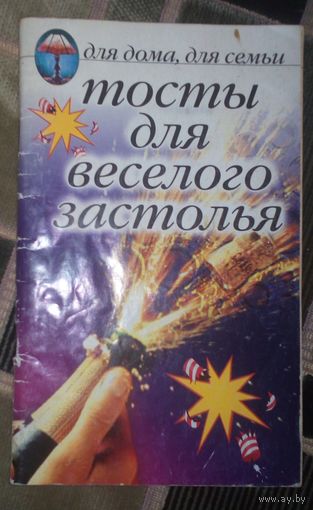 для дома, для семьи
тосты
для
веселого
застолья
www.ay.by